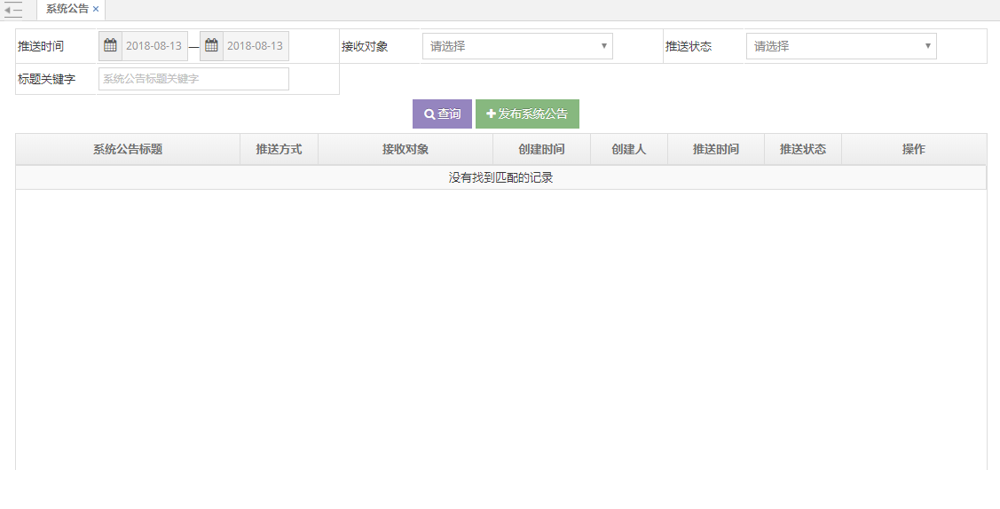 系统公告 ×
推送时间 2018-08-13 — 2018-08-13 接收对象 请选择 推送状态 请选择
标题关键字 系统公告标题关键字
查询 发布系统公告
系统公告标题 推送方式 接收对象 创建时间 创建人 推送时间 推送状态 操作
没有找到匹配的记录